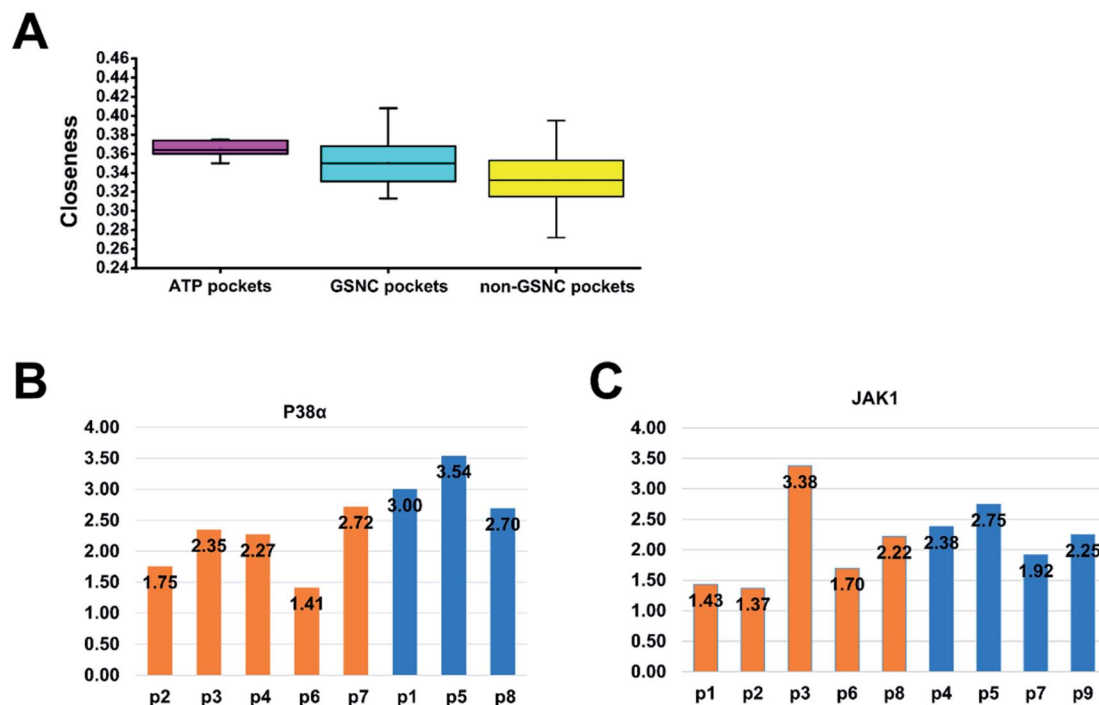 A
Closeness
0.46
0.44
0.42
0.40
0.38
0.36
0.34
0.32
0.30
0.28
0.26
0.24
ATP pockets GSNC pockets non-GSNC pockets
B
P38α
4.00
3.50
3.00
2.50
2.00
1.50
1.00
0.50
0.00
1.75 2.35 2.27 1.41 2.72 3.00 3.54 2.70
p2 p3 p4 p6 p7 p1 p5 p8
C
JAK1
4.00
3.50
3.00
2.50
2.00
1.50
1.00
0.50
0.00
1.43 1.37 3.38 1.70 2.22 2.38 2.75 1.92 2.25
p1 p2 p3 p6 p8 p4 p5 p7 p9